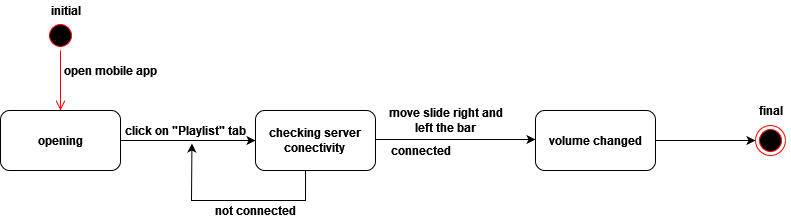 initial
open mobile app
opening
click on "Playlist" tab
checking server
conectivity
not connected
move slide right and
left the bar
connected
volume changed
final